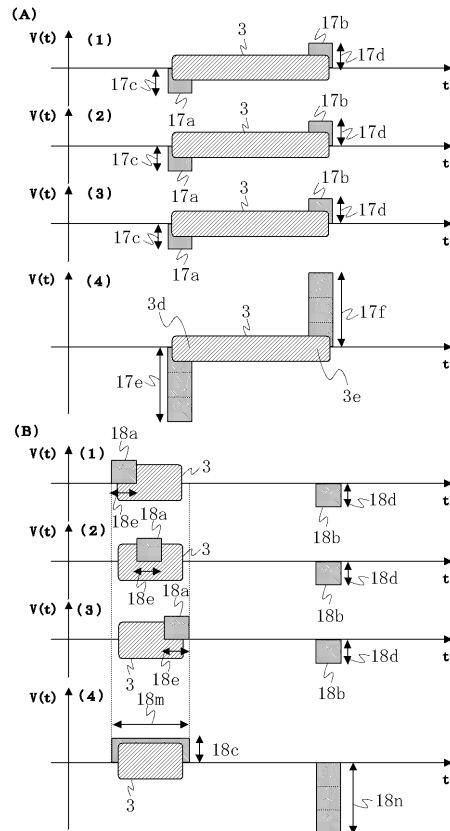 (A)
V(t) (1) 3 17b
17c 17d
17a t
V(t) (2) 3 17b
17c 17d
17a t
V(t) (3) 3 17b
17c 17d
17a t
V(t) (4) 3
3d 17f
t
17e 3e
(B)
18a
V(t) (1) 3
t
18e 18a 18b 18d
V(t) (2) 3
t
18e 18a 18b 18d
V(t) (3)
t
3 18e 18b 18d
18m
V(t) (4)
18c
t
3 18n